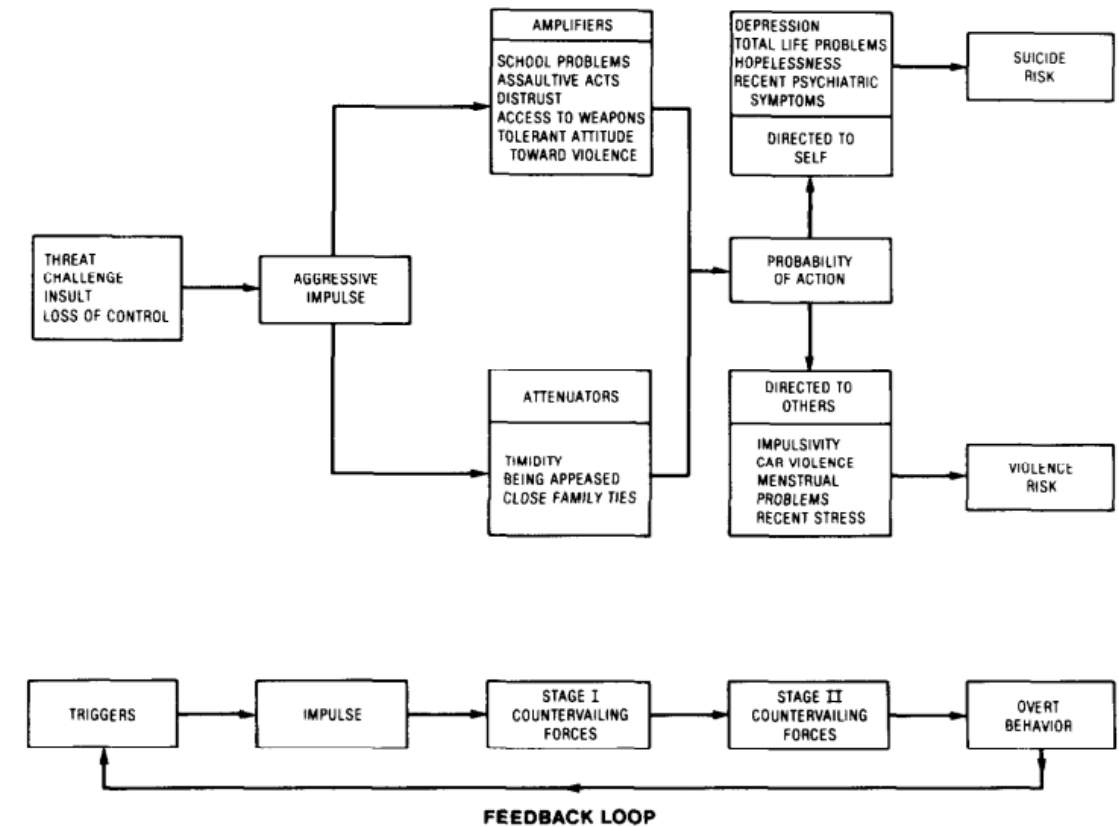 AMPLIFIERS
SCHOOL PROBLEMS
ASSAULTIVE ACTS
DISTRUST
ACCESS TO WEAPONS
TOLERANT ATTITUDE
TOWARD VIOLENCE
DEPRESSION
TOTAL LIFE PROBLEMS
HOPELESSNESS
RECENT PSYCHIATRIC
SYMPTOMS
DIRECTED TO
SELF
SUICIDE
RISK
THREAT
CHALLENGE
INSULT
LOSS OF CONTROL
AGGRESSIVE
IMPULSE
PROBABILITY
OF ACTION
ATTENUATORS
TIMIDITY
BEING APPEASED
CLOSE FAMILY TIES
DIRECTED TO
OTHERS
IMPULSIVITY
CAR VIOLENCE
MENSTRUAL
PROBLEMS
RECENT STRESS
VIOLENCE
RISK
TRIGGERS
IMPULSE
STAGE I
COUNTERVAILING
FORCES
STAGE II
COUNTERVAILING
FORCES
OVERT
BEHAVIOR
FEEDBACK LOOP